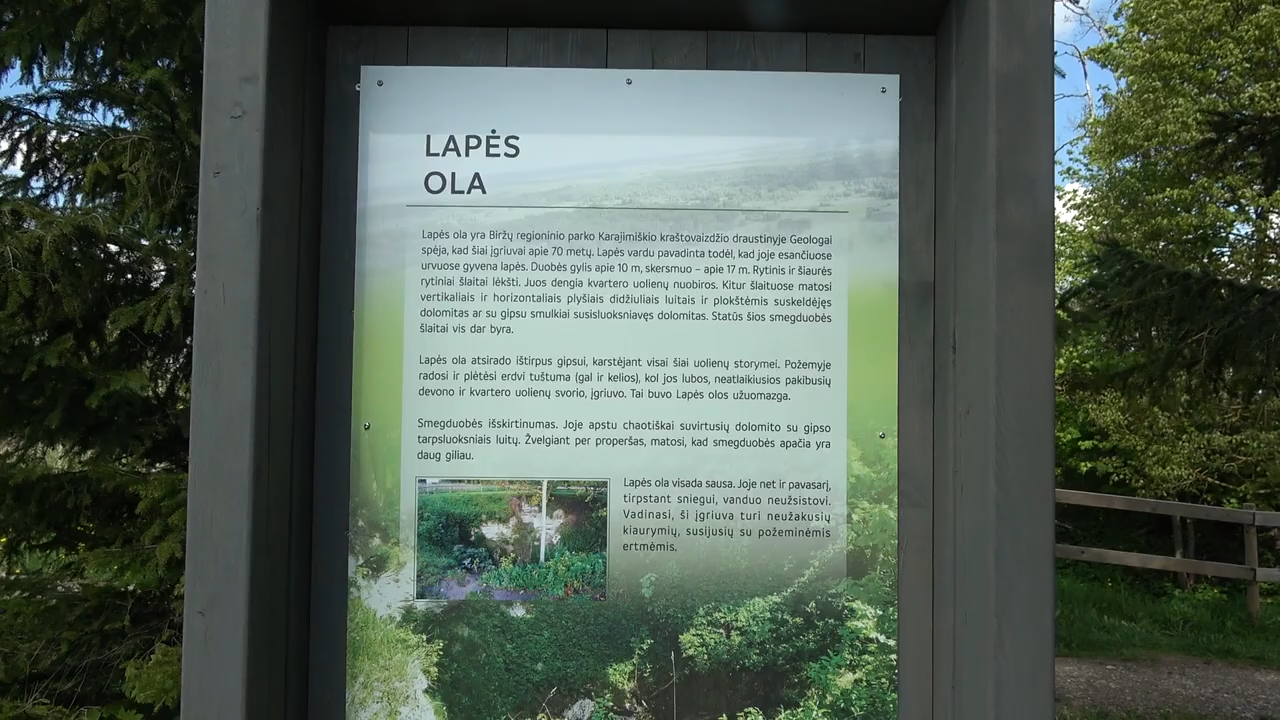 LAPĖS
OLA
Lapės ola yra Biržų regioninio parko Karajimiškio kraštovaizdžio draustinyje Geologai
spėja, kad šiai įgriuvai apie 70 metų. Lapės vardu pavadinta todėl, kad joje esančiuose
urvuose gyvena lapės. Duobės gylis apie 10 m, skersmuo – apie 17 m. Rytinis ir šiaurės
rytiniai šlaitai lėkšti. Juos dengia kvartero uolienų nuobiros. Kitur šlaituose matosi
vertikaliais ir horizontaliais plyšiais didžiuliais luitais ir plokštėmis suskeldėjęs
dolomitas ar su gipsu smulkiai susisluoksniavęs dolomitas. Statūs šios smegduobės
šlaitai vis dar byra.
Lapės ola atsirado ištirpus gipsui, karstėjant visai šiai uolienų storymei. Požemyje
radosi ir plėtėsi erdvi tuštuma (gal ir kelios), kol jos lubos, neatlaikiusios pakibusių
devono ir kvartero uolienų svorio, įgriuvo. Tai buvo Lapės olos užuomazga.
Smegduobės išskirtinumas. Joje apstu chaotiškai suvirtusių dolomito su gipso
tarpsluoksniais luitų. Žvelgiant per properšas, matosi, kad smegduobės apačia yra
daug giliau.
Lapės ola visada sausa. Joje net ir pavasarį,
tirpstant sniegui, vanduo neužsistovi.
Vadinasi, ši įgriuva turi neužakusių
kiaurymių, susijusių su požeminėmis
ertmėmis.